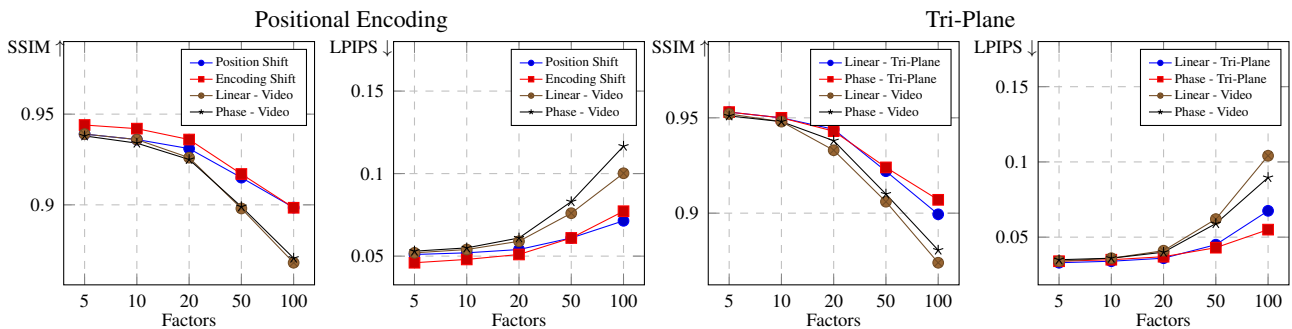 Positional Encoding
Tri-Plane
SSIM ↑
Position Shift
Encoding Shift
Linear - Video
Phase - Video
0.95
0.9
5 10 20 50 100
Factors
LPIPS ↓
Position Shift
Encoding Shift
Linear - Video
Phase - Video
0.15
0.1
0.05
5 10 20 50 100
Factors
SSIM ↑
Linear - Tri-Plane
Phase - Tri-Plane
Linear - Video
Phase - Video
0.95
0.9
5 10 20 50 100
Factors
LPIPS ↓
Linear - Tri-Plane
Phase - Tri-Plane
Linear - Video
Phase - Video
0.15
0.1
0.05
5 10 20 50 100
Factors